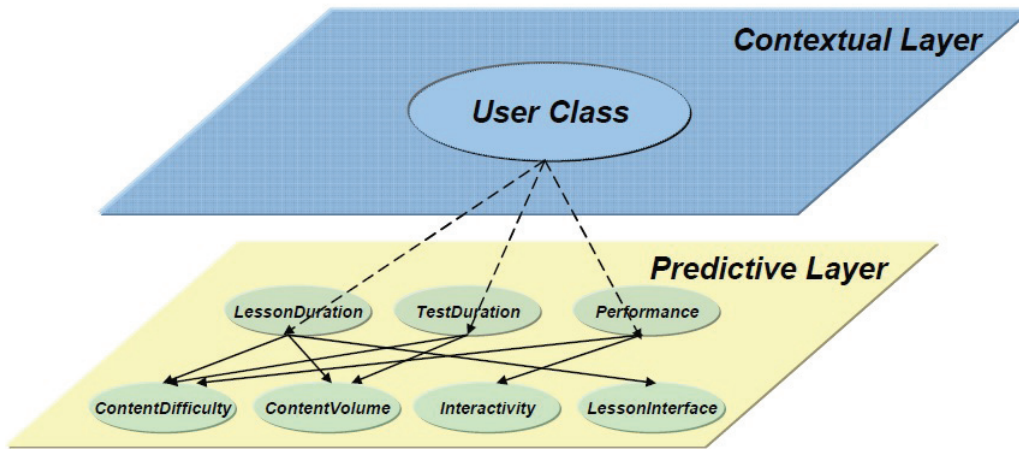 Contextual Layer
User Class
Predictive Layer
LessonDuration
TestDuration
Performance
ContentDifficulty
ContentVolume
Interactivity
LessonInterface